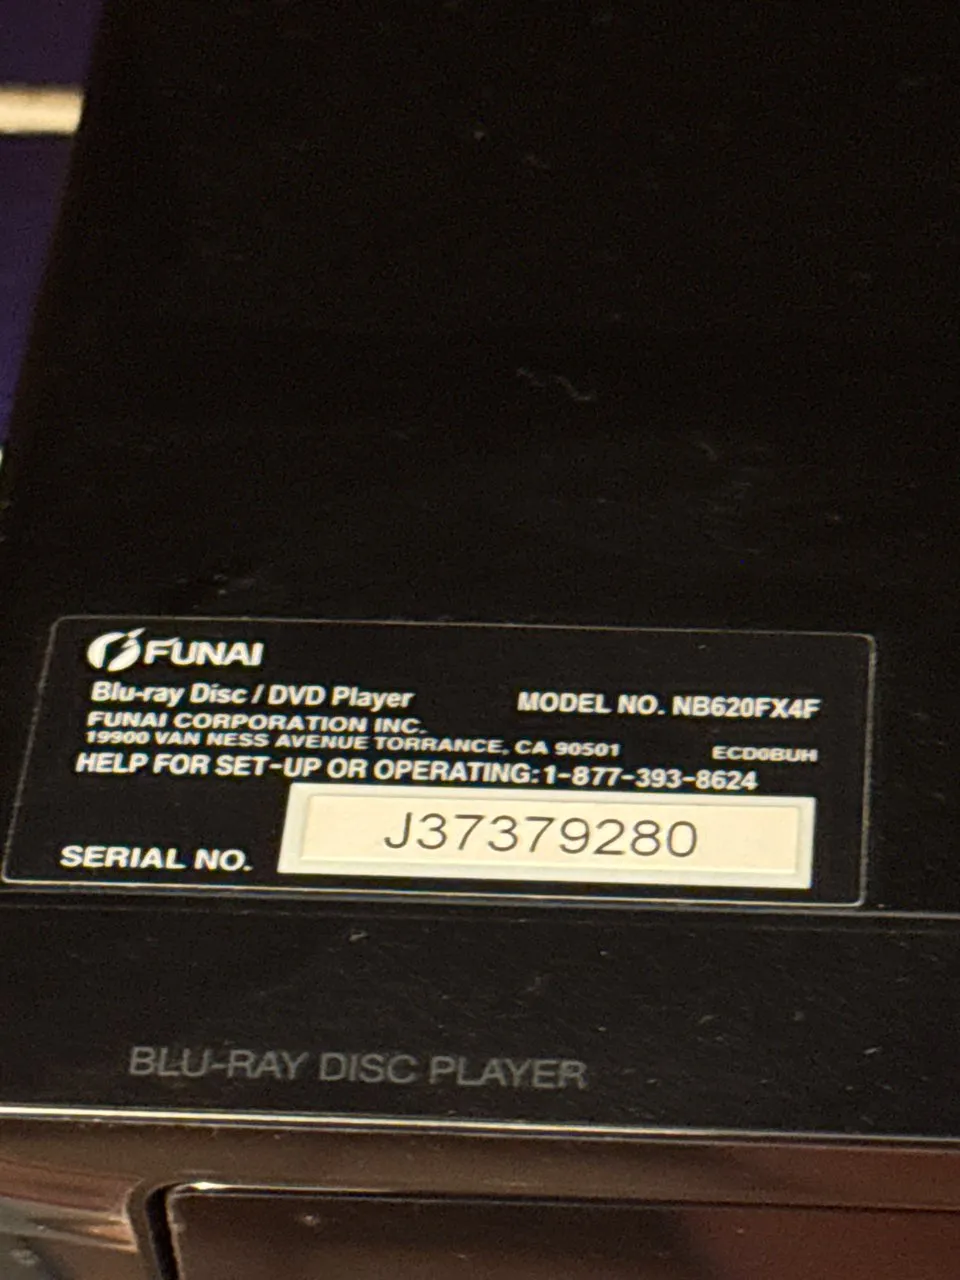 FUNAI
Blu-ray Disc / DVD Player
MODEL NO. NB620FX4F
FUNAI CORPORATION INC.
19900 VAN NESS AVENUE TORRANCE, CA 90501
ECD0BUH
HELP FOR SET-UP OR OPERATING:1-877-393-8624
SERIAL NO.
J37379280
BLU-RAY DISC PLAYER